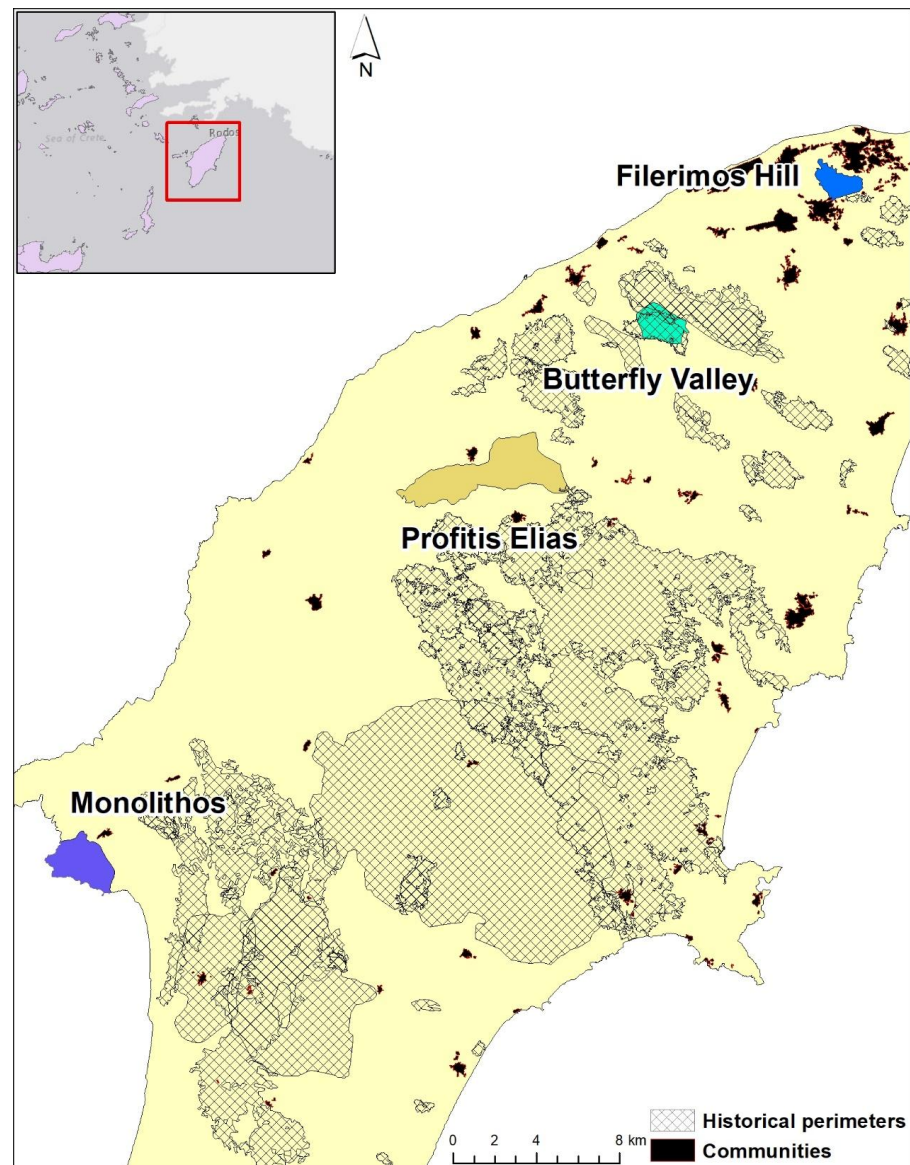 Sea of Crete
Rodos
N
Filerimos Hill
Butterfly Valley
Profitis Elias
Monolithos
Historical perimeters
0 2 4 8 km
Communities